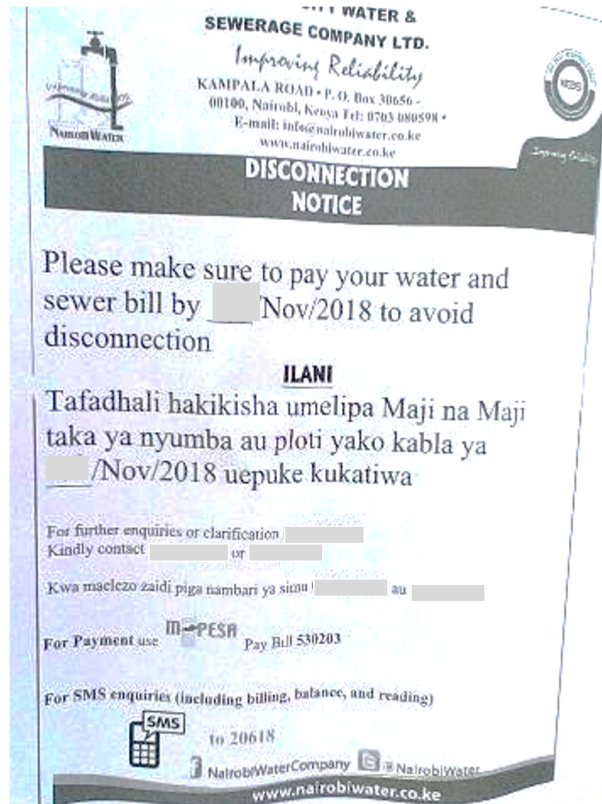 WATER &
SEWERAGE COMPANY LTD.
Improving Reliability
KAMPALA ROAD • P. O. Box 30656 -
00100, Nairobi, Kenya Tel: 0703 080598 •
E-mail: info@nairobiwater.co.ke
www.nairobiwater.co.ke
NAIROBI WATER
Improving Reliability
DISCONNECTION
NOTICE
Please make sure to pay your water and
sewer bill by /Nov/2018 to avoid
disconnection
ILANI
Tafadhali hakikisha umelipa Maji na Maji
taka ya nyumba au ploti yako kabla ya
/Nov/2018 uepuke kukatiwa
For further enquiries or clarification
Kindly contact or
Kwa maelezo zaidi piga nambari ya simu au
For Payment use M-PESA Pay Bill 530203
For SMS enquiries (including billing, balance, and reading)
SMS
to 20618
NairobiWaterCompany @NairobiWater
www.nairobiwater.co.ke